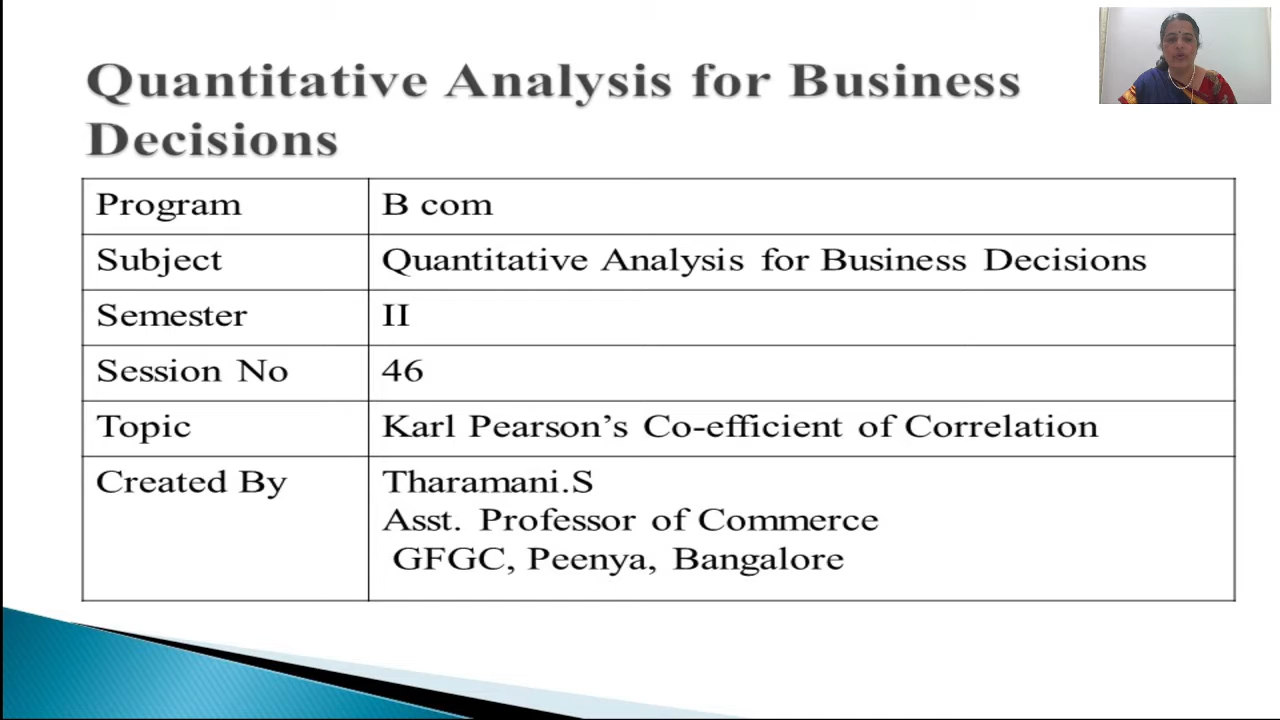 Quantitative Analysis for Business
Decisions
Program B com
Subject Quantitative Analysis for Business Decisions
Semester II
Session No 46
Topic Karl Pearson’s Co-efficient of Correlation
Created By Tharamani.S
Asst. Professor of Commerce
GFGC, Peenya, Bangalore